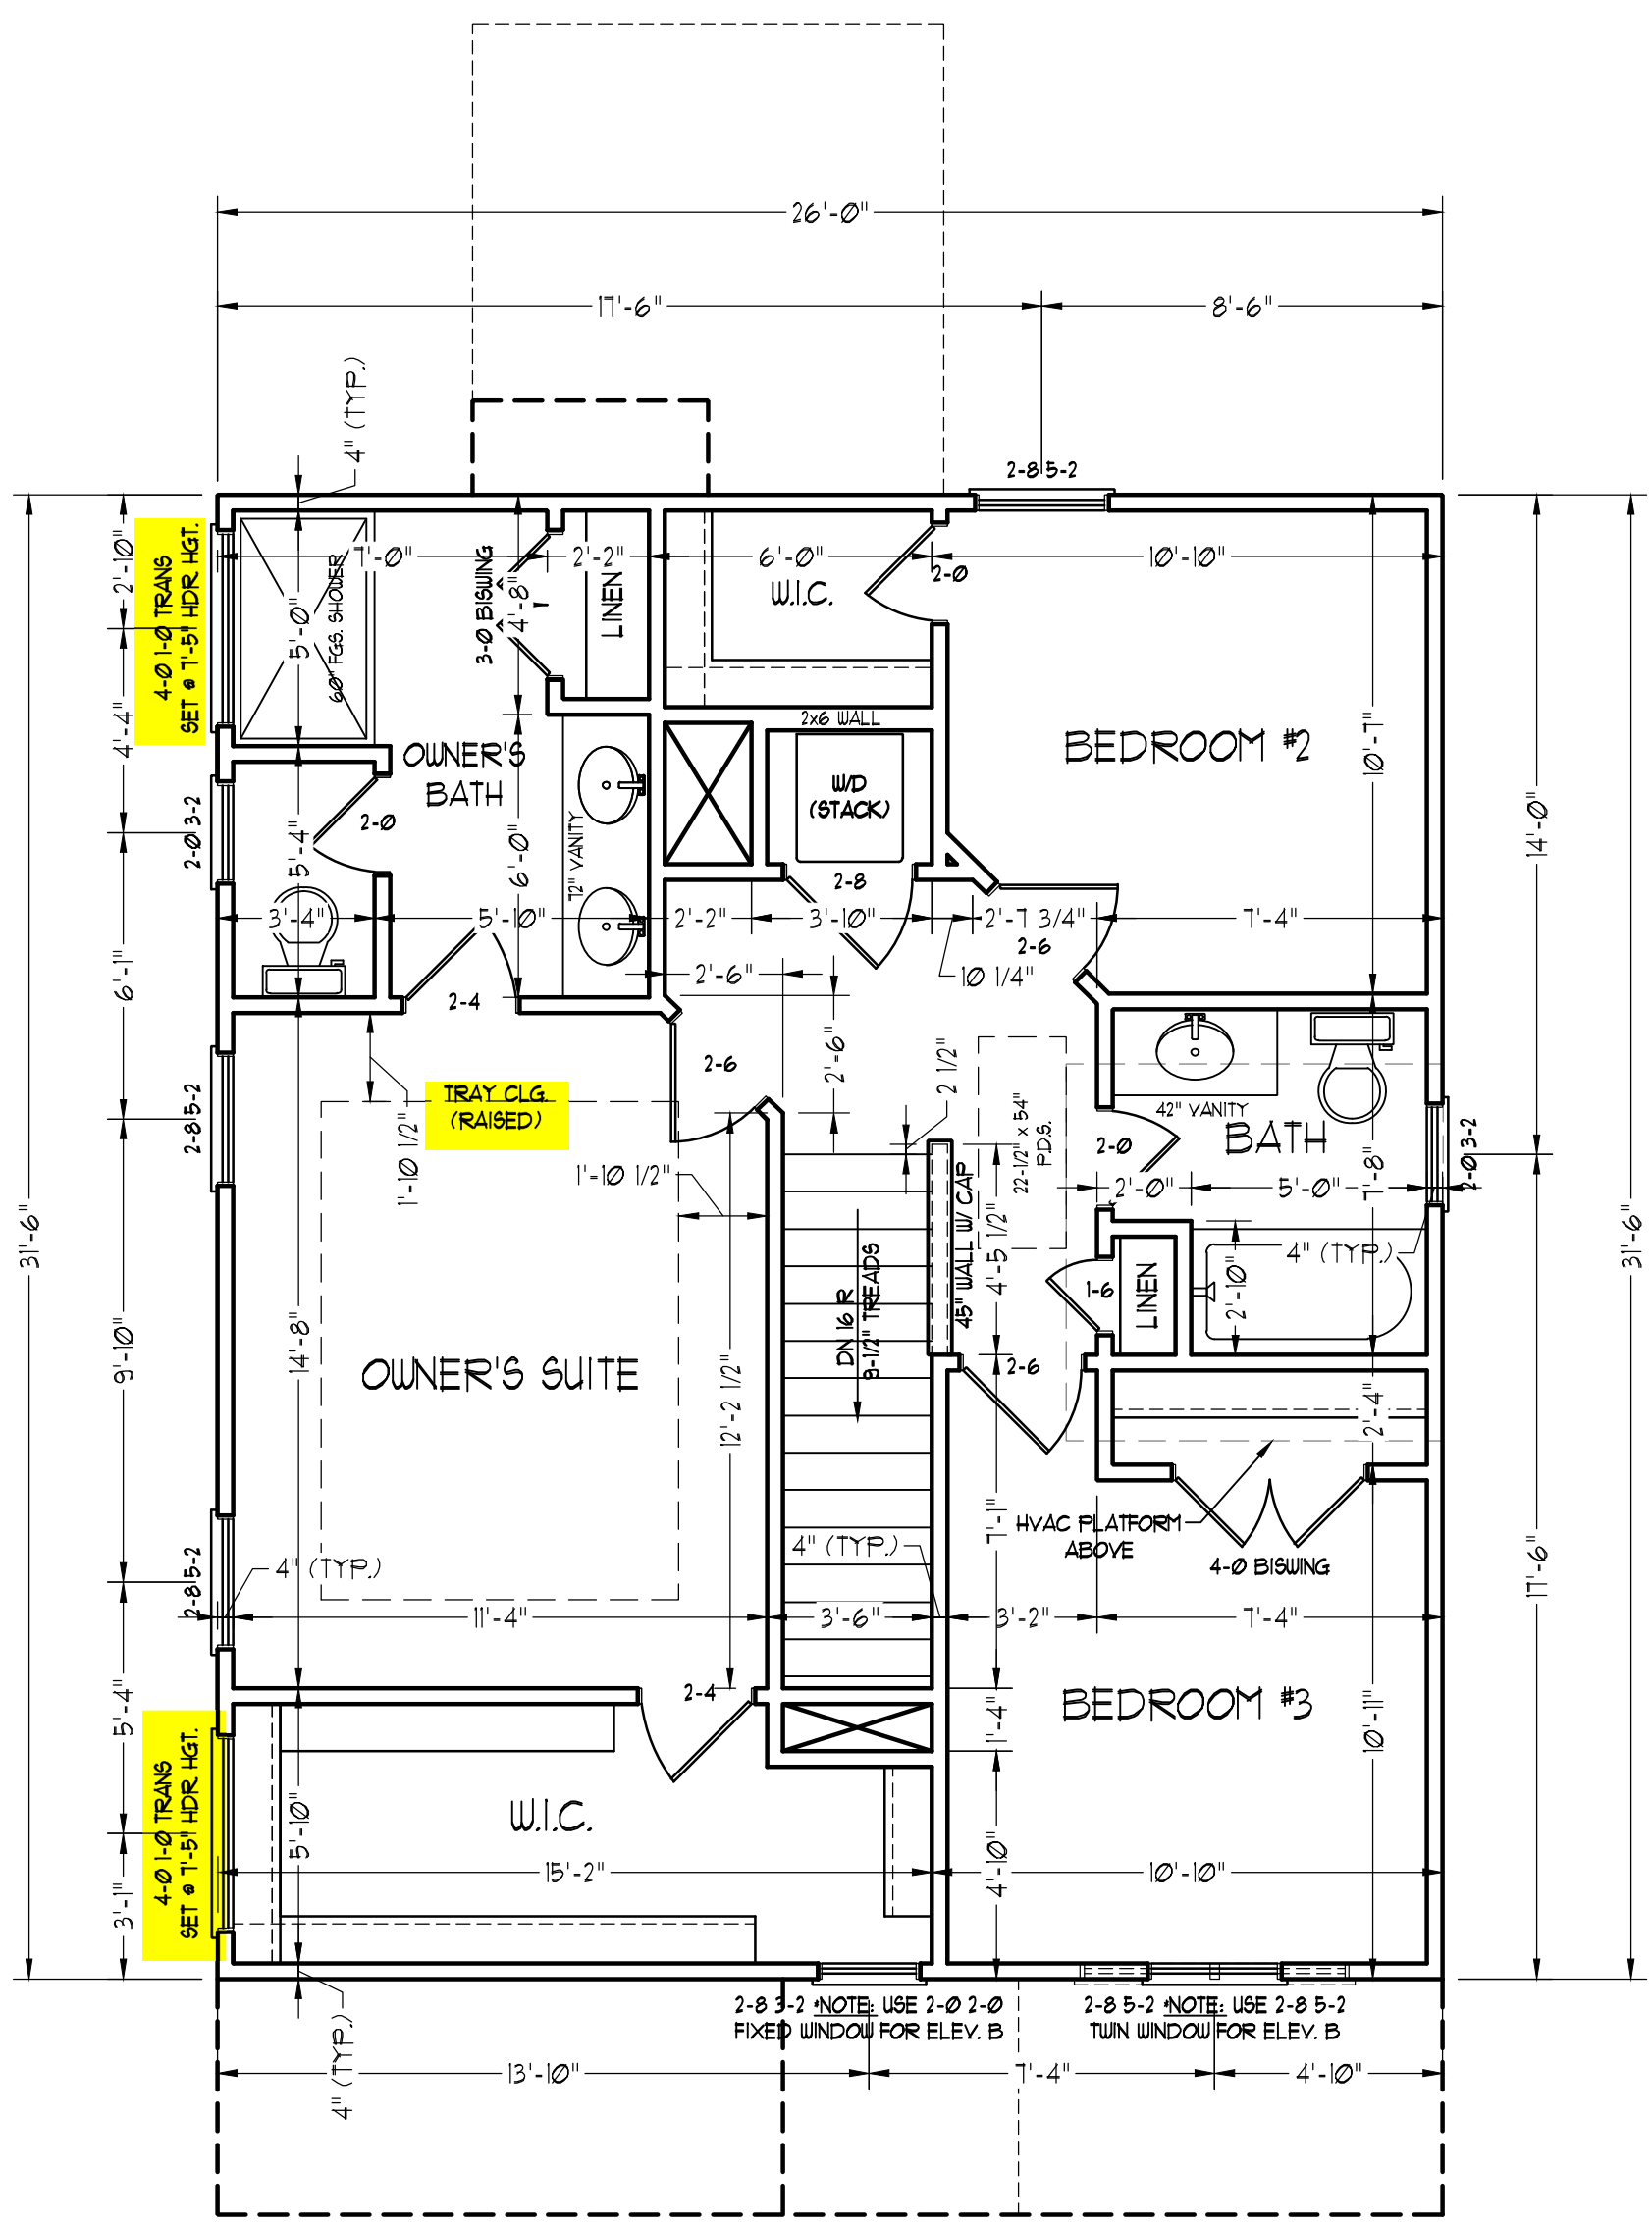 26'-0"
17'-6"
8'-6"
4" (TYP.)
2-8 5-2
2'-10"
4-0 1-0 TRANS
SET @ 7'-5" HDR HGT.
7'-0"
3-0 BISWING
2'-2"
6'-0"
2-0
10'-10"
5'-0"
60" FGS. SHOWER
4'-8"
LINEN
W.I.C.
4'-4"
2x6 WALL
OWNER'S
BATH
W/D
(STACK)
BEDROOM #2
10'-7"
14'-0"
2-0 3-2
2-0
5'-4"
6'-0"
72" VANITY
2-8
3'-4"
5'-10"
2'-2"
3'-10"
2'-7 3/4"
7'-4"
2-6
10 1/4"
2'-6"
6'-1"
2-4
2'-6"
2-6
2 1/2"
22-1/2" x 54"
P.D.S.
42" VANITY
BATH
2-0
2-0 3-2
2-8 5-2
TRAY CLG.
(RAISED)
1'-10 1/2"
1'-10 1/2"
2'-0"
5'-0"
7'-8"
31'-6"
31'-6"
45" WALL W/ CAP
4'-5 1/2"
4" (TYP.)
LINEN
1-6
2'-10"
DN 16 R
9-1/2" TREADS
9'-10"
14'-8"
OWNER'S SUITE
12'-2 1/2"
2-6
2'-4"
7'-1"
HVAC PLATFORM
ABOVE
4-0 BISWING
4" (TYP.)
4" (TYP.)
2-8 5-2
17'-6"
11'-4"
3'-6"
3'-2"
7'-4"
5'-4"
2-4
1'-4"
BEDROOM #3
10'-11"
4-0 1-0 TRANS
SET @ 7'-5" HDR HGT.
5'-10"
W.I.C.
15'-2"
4'-10"
10'-10"
3'-1"
2-8 3-2 *NOTE: USE 2-0 2-0
FIXED WINDOW FOR ELEV. B
2-8 5-2 *NOTE: USE 2-8 5-2
TWIN WINDOW FOR ELEV. B
4" (TYP.)
13'-10"
7'-4"
4'-10"